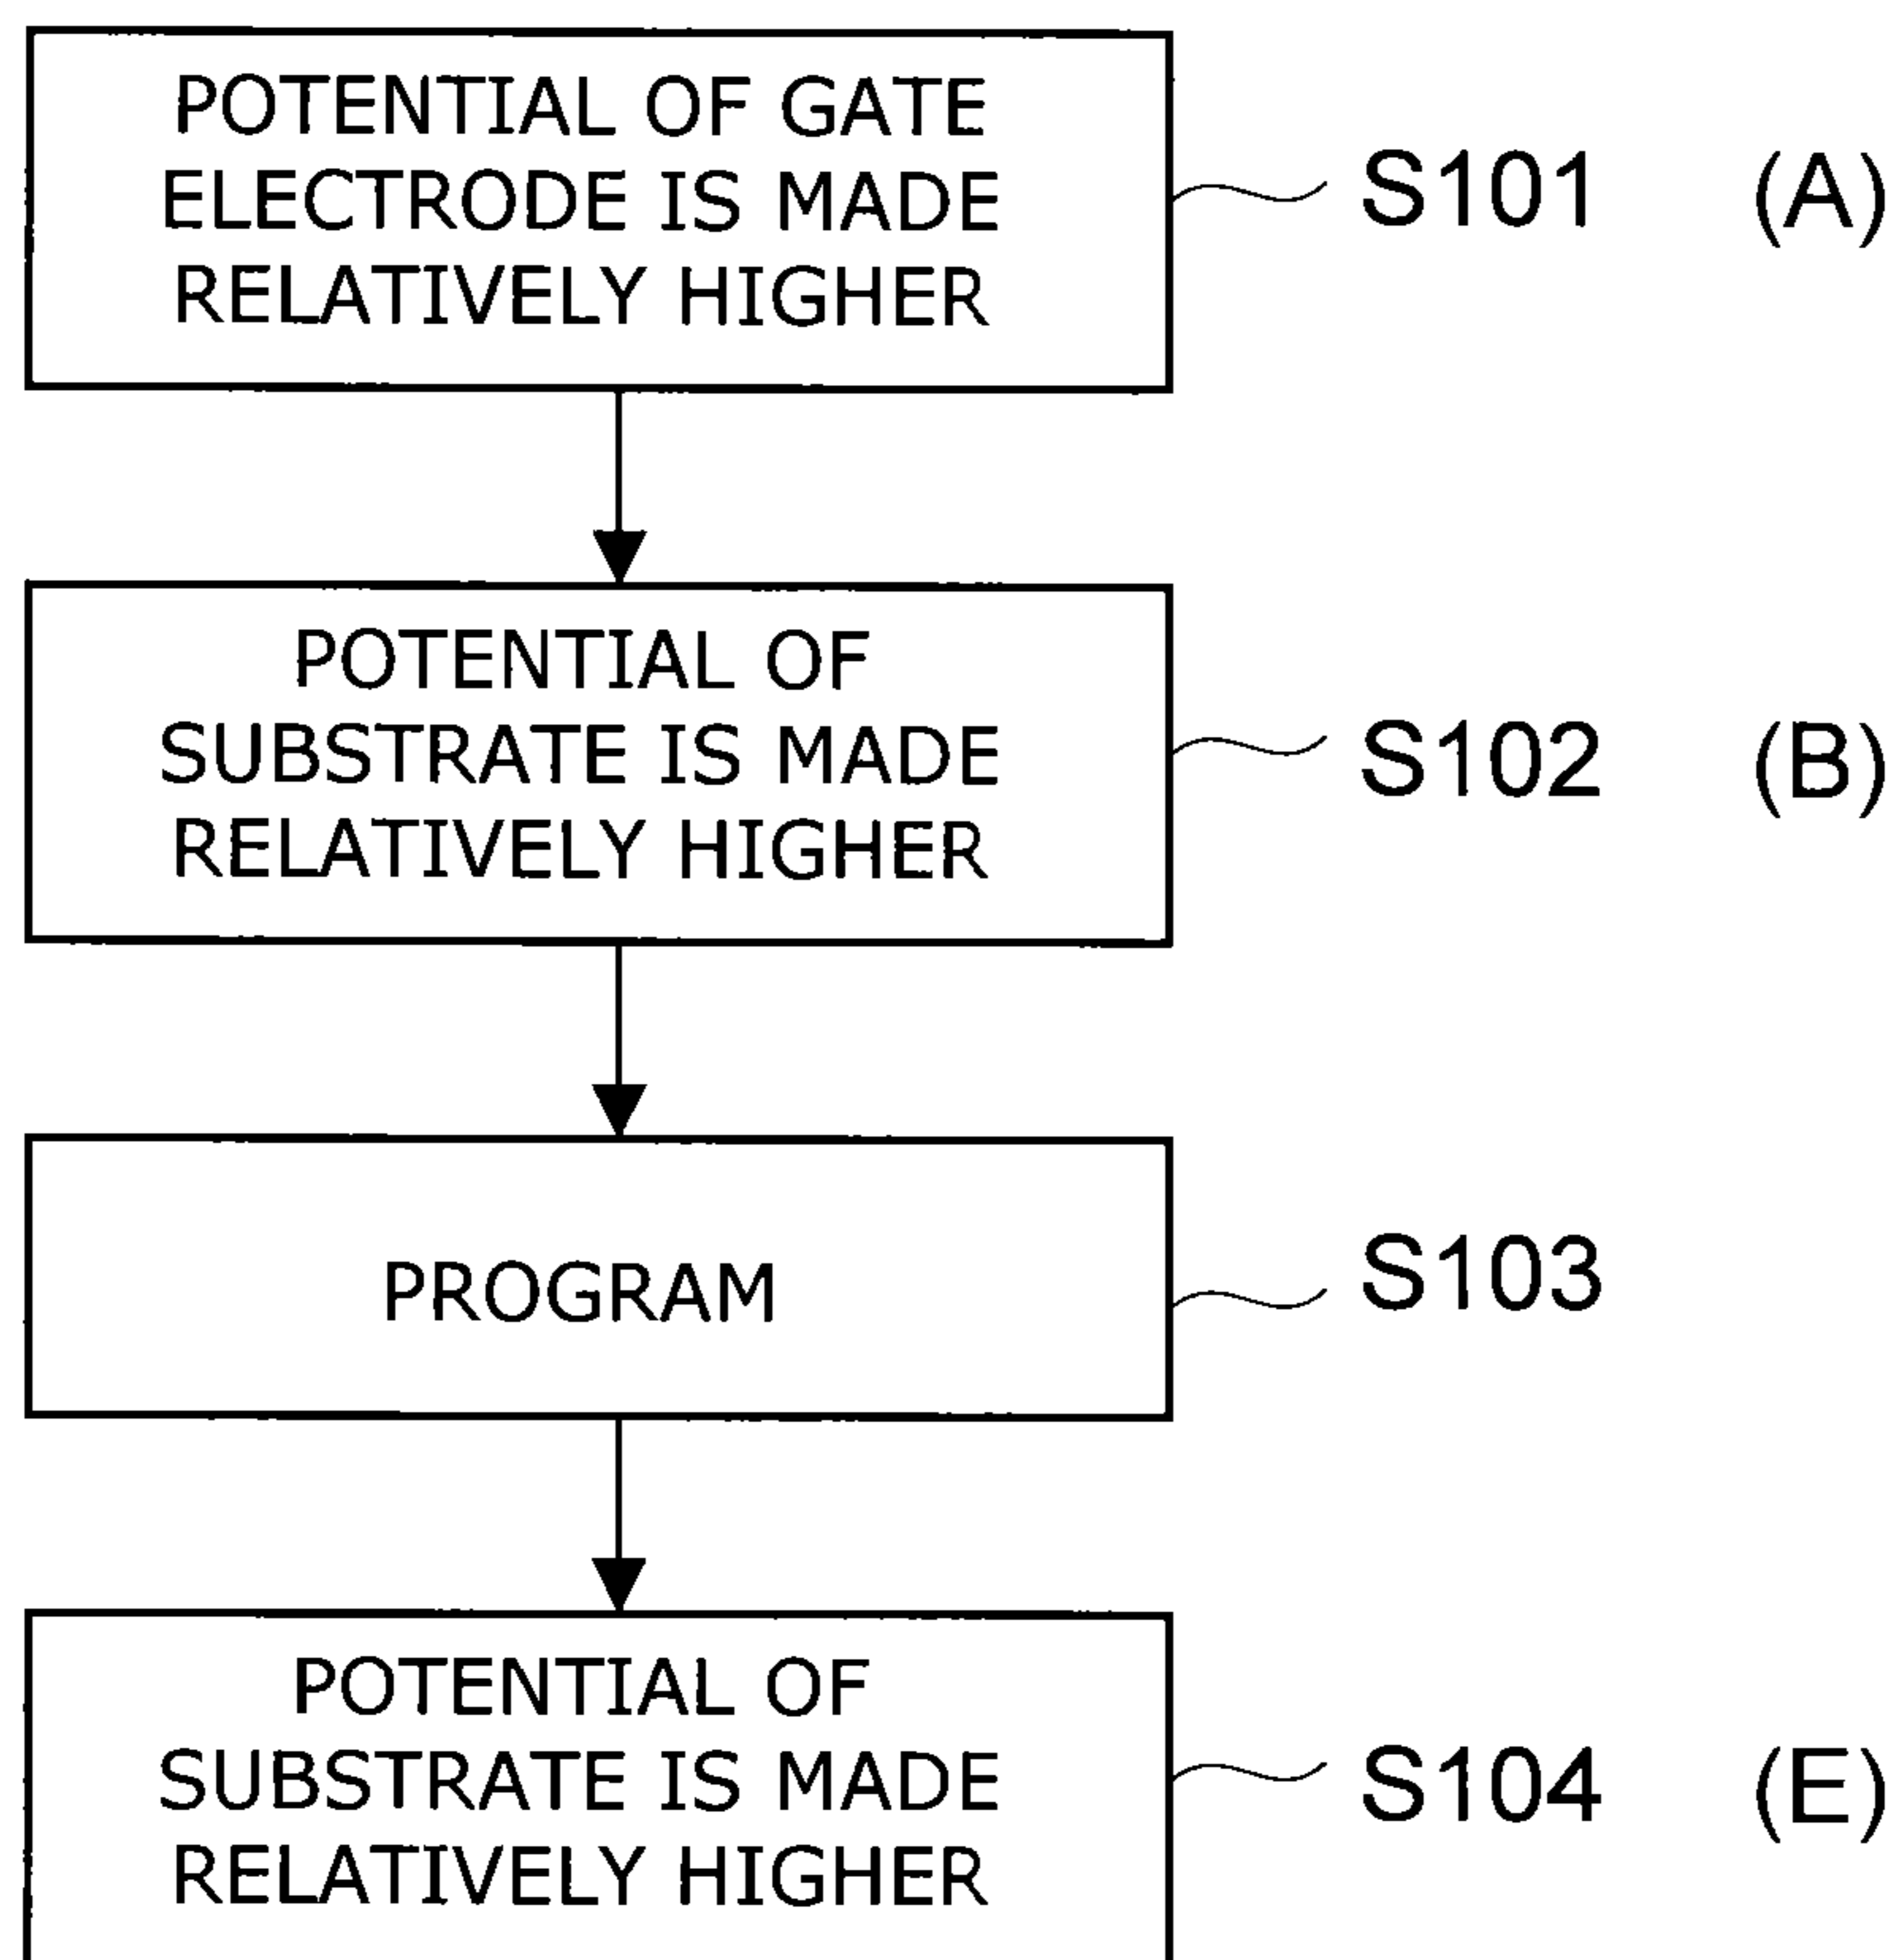 POTENTIAL OF GATE
ELECTRODE IS MADE
RELATIVELY HIGHER
S101 (A)
POTENTIAL OF
SUBSTRATE IS MADE
RELATIVELY HIGHER
S102 (B)
PROGRAM
S103
POTENTIAL OF
SUBSTRATE IS MADE
RELATIVELY HIGHER
S104 (E)